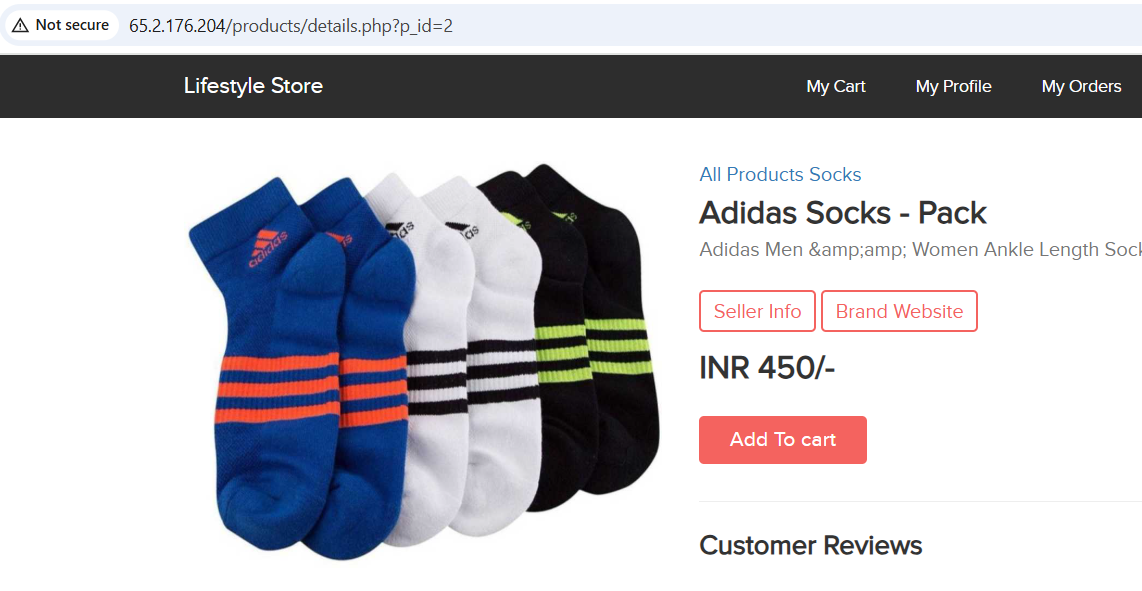 Not secure 65.2.176.204/products/details.php?p_id=2
Lifestyle Store My Cart My Profile My Orders
All Products Socks
Adidas Socks - Pack
Adidas Men &amp;amp; Women Ankle Length Sock
Seller Info Brand Website
INR 450/-
Add To cart
Customer Reviews
adidas